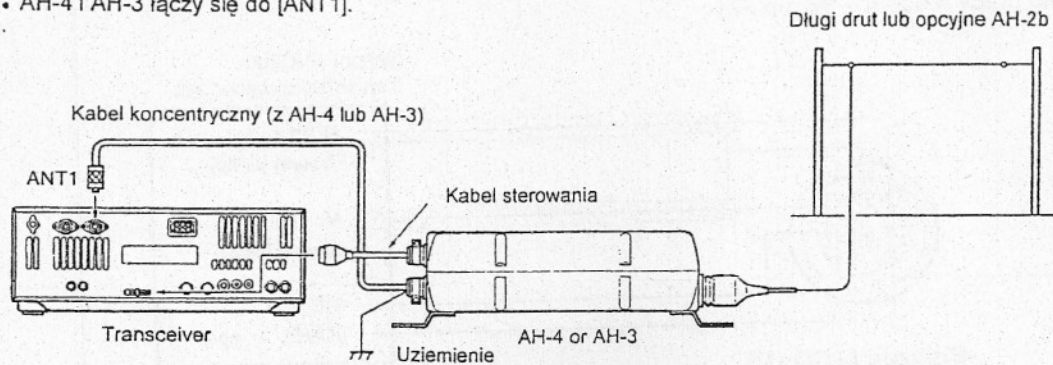 • AH-4 i AH-3 łączy się do [ANT1].
Długi drut lub opcyjne AH-2b
Kabel koncentryczny (z AH-4 lub AH-3)
ANT1
Kabel sterowania
Transceiver
AH-4 or AH-3
Uziemienie